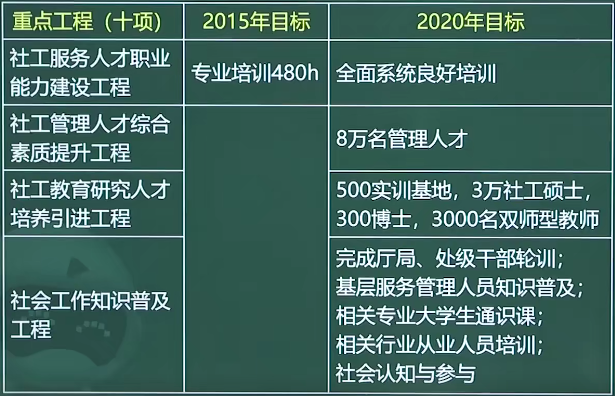 重点工程（十项）
2015年目标
2020年目标
社工服务人才职业
能力建设工程
专业培训480h
全面系统良好培训
社工管理人才综合
素质提升工程
8万名管理人才
社工教育研究人才
培养引进工程
500实训基地，3万社工硕士，
300博士，3000名双师型教师
社会工作知识普及
工程
完成厅局、处级干部轮训；
基层服务管理人员知识普及；
相关专业大学生通识课；
相关行业从业人员培训；
社会认知与参与